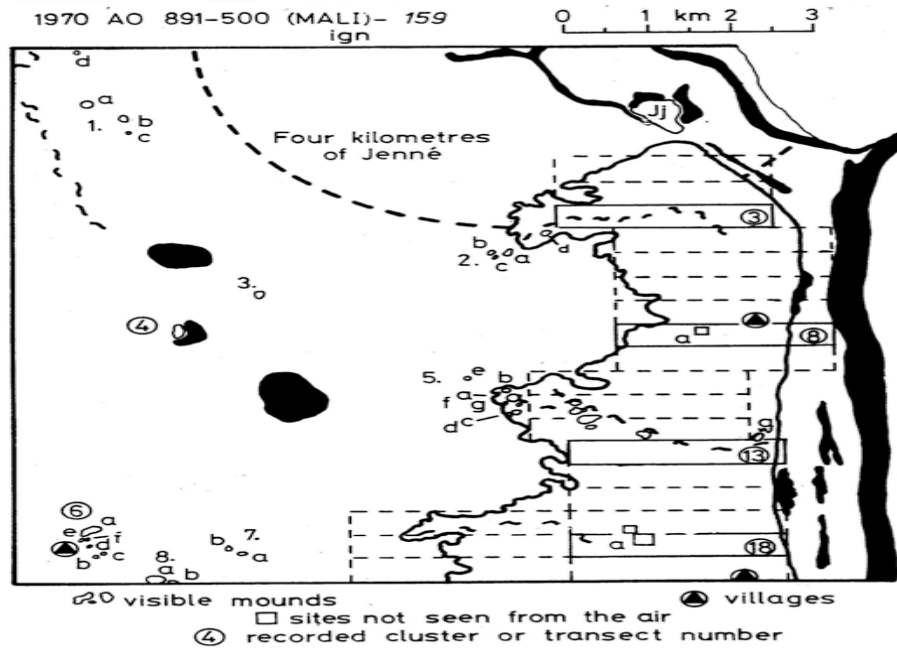 1970 AO 891-500 (MALI)- 159
ign
0 1 km 2 3
d
a
1. b
c
Four kilometres
of Jenné
Jj
3
b a d
2. c
3.
4
a 8
5. e b
a
f g
d c
a
13
6
a
e f
d
b c
7.
b a
8.
a b
a 18
visible mounds
villages
sites not seen from the air
4 recorded cluster or transect number